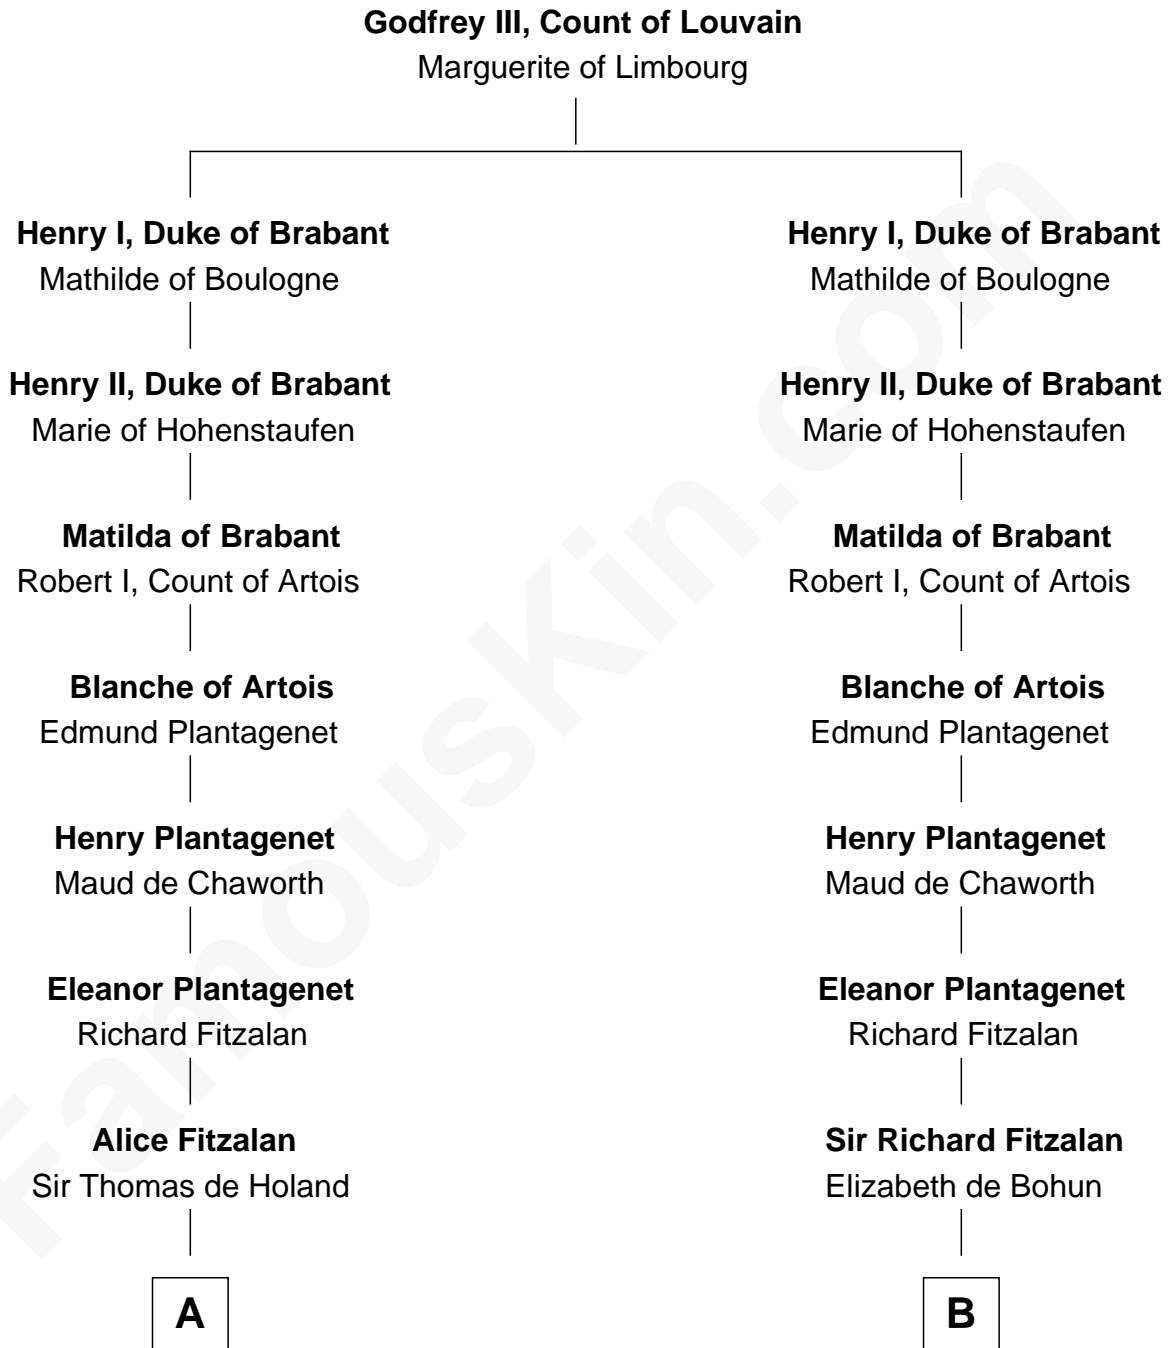 Godfrey III, Count of Louvain
Marguerite of Limbourg
Henry I, Duke of Brabant
Mathilde of Boulogne
Henry I, Duke of Brabant
Mathilde of Boulogne
Henry II, Duke of Brabant
Marie of Hohenstaufen
Henry II, Duke of Brabant
Marie of Hohenstaufen
Matilda of Brabant
Robert I, Count of Artois
Matilda of Brabant
Robert I, Count of Artois
Blanche of Artois
Edmund Plantagenet
Blanche of Artois
Edmund Plantagenet
Henry Plantagenet
Maud de Chaworth
Henry Plantagenet
Maud de Chaworth
Eleanor Plantagenet
Richard Fitzalan
Eleanor Plantagenet
Richard Fitzalan
Alice Fitzalan
Sir Thomas de Holand
Sir Richard Fitzalan
Elizabeth de Bohun
A
B
FamousKin.com